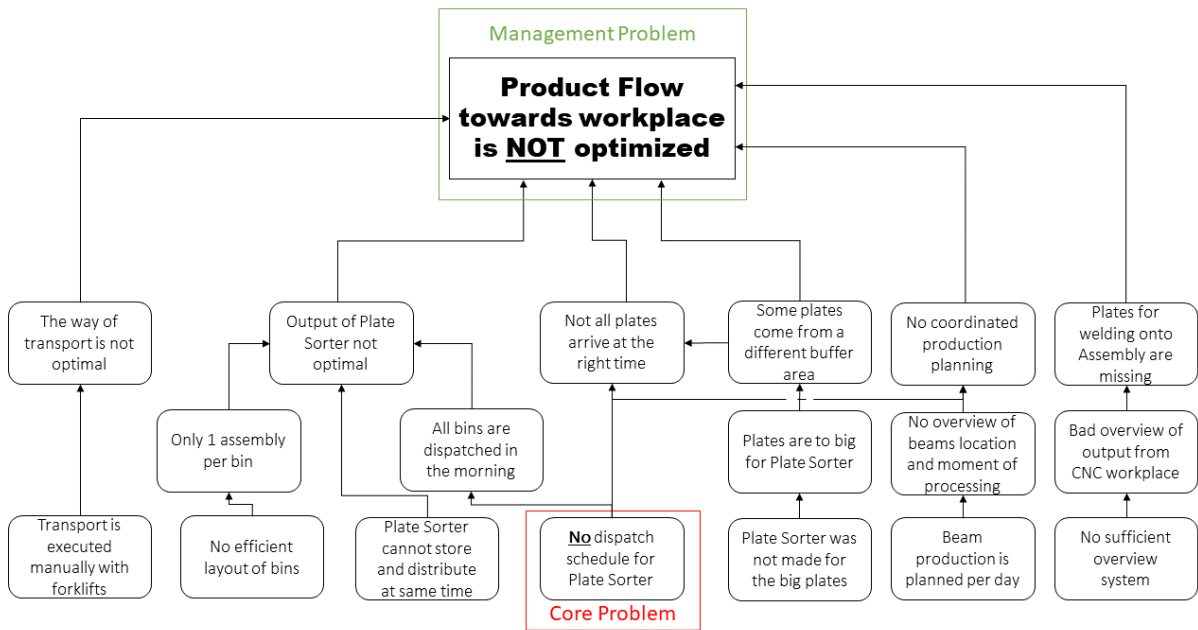 Management Problem
Product Flow
towards workplace
is NOT optimized
The way of
transport is not
optimal
Output of Plate
Sorter not
optimal
Not all plates
arrive at the
right time
Some plates
come from a
different buffer
area
No coordinated
production
planning
Plates for
welding onto
Assembly are
missing
Only 1 assembly
per bin
All bins are
dispatched in
the morning
Plates are to big
for Plate Sorter
No overview of
beams location
and moment of
processing
Bad overview of
output from
CNC workplace
Transport is
executed
manually with
forklifts
No efficient
layout of bins
Plate Sorter
cannot store
and distribute
at same time
No dispatch
schedule for
Plate Sorter
Plate Sorter was
not made for
the big plates
Beam
production is
planned per day
No sufficient
overview
system
Core Problem